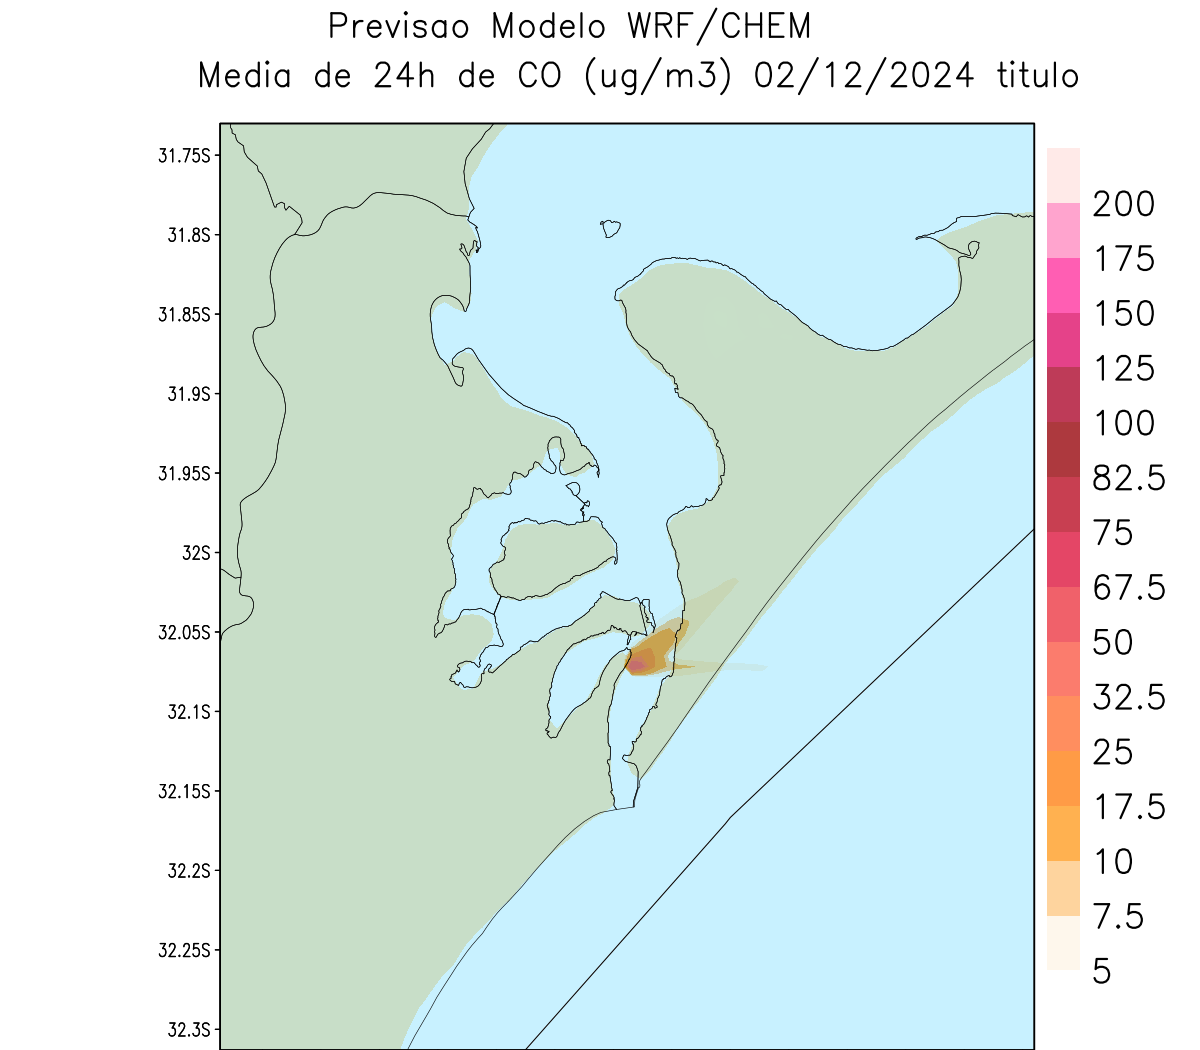 Previsao Modelo WRF/CHEM
Media de 24h de CO (ug/m3) 02/12/2024 titulo
31.75S
31.8S
31.85S
31.9S
31.95S
32S
32.05S
32.1S
32.15S
32.2S
32.25S
32.3S
200
175
150
125
100
82.5
75
67.5
50
32.5
25
17.5
10
7.5
5